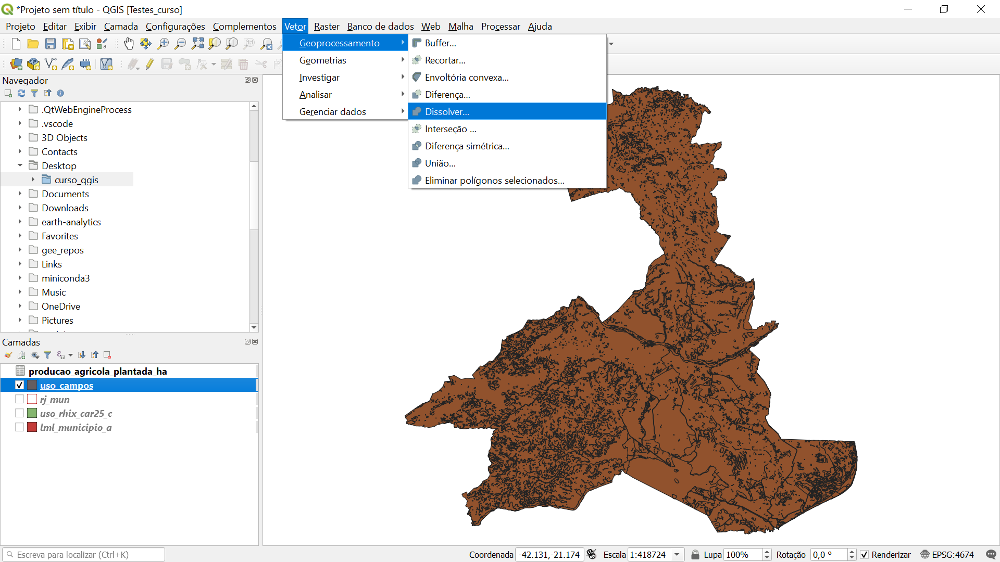 *Projeto sem título - QGIS [Testes_curso]
Projeto Editar Exibir Camada Configurações Complementos Vetor Raster Banco de dados Web Malha Processar Ajuda
Geoprocessamento
Geometrias
Investigar
Analisar
Gerenciar dados
Buffer...
Recortar...
Envoltória convexa...
Diferença...
Dissolver...
Interseção ...
Diferença simétrica...
União...
Eliminar polígonos selecionados...
Navegador
.QtWebEngineProcess
.vscode
3D Objects
Contacts
Desktop
curso_qgis
Documents
Downloads
earth-analytics
Favorites
gee_repos
Links
miniconda3
Music
OneDrive
Pictures
Camadas
producao_agricola_plantada_ha
uso_campos
rj_mun
uso_rhix_car25_c
lml_municipio_a
Escreva para localizar (Ctrl+K)
Coordenada -42.131,-21.174 Escala 1:418724 Lupa 100% Rotação 0,0 ° Renderizar EPSG:4674